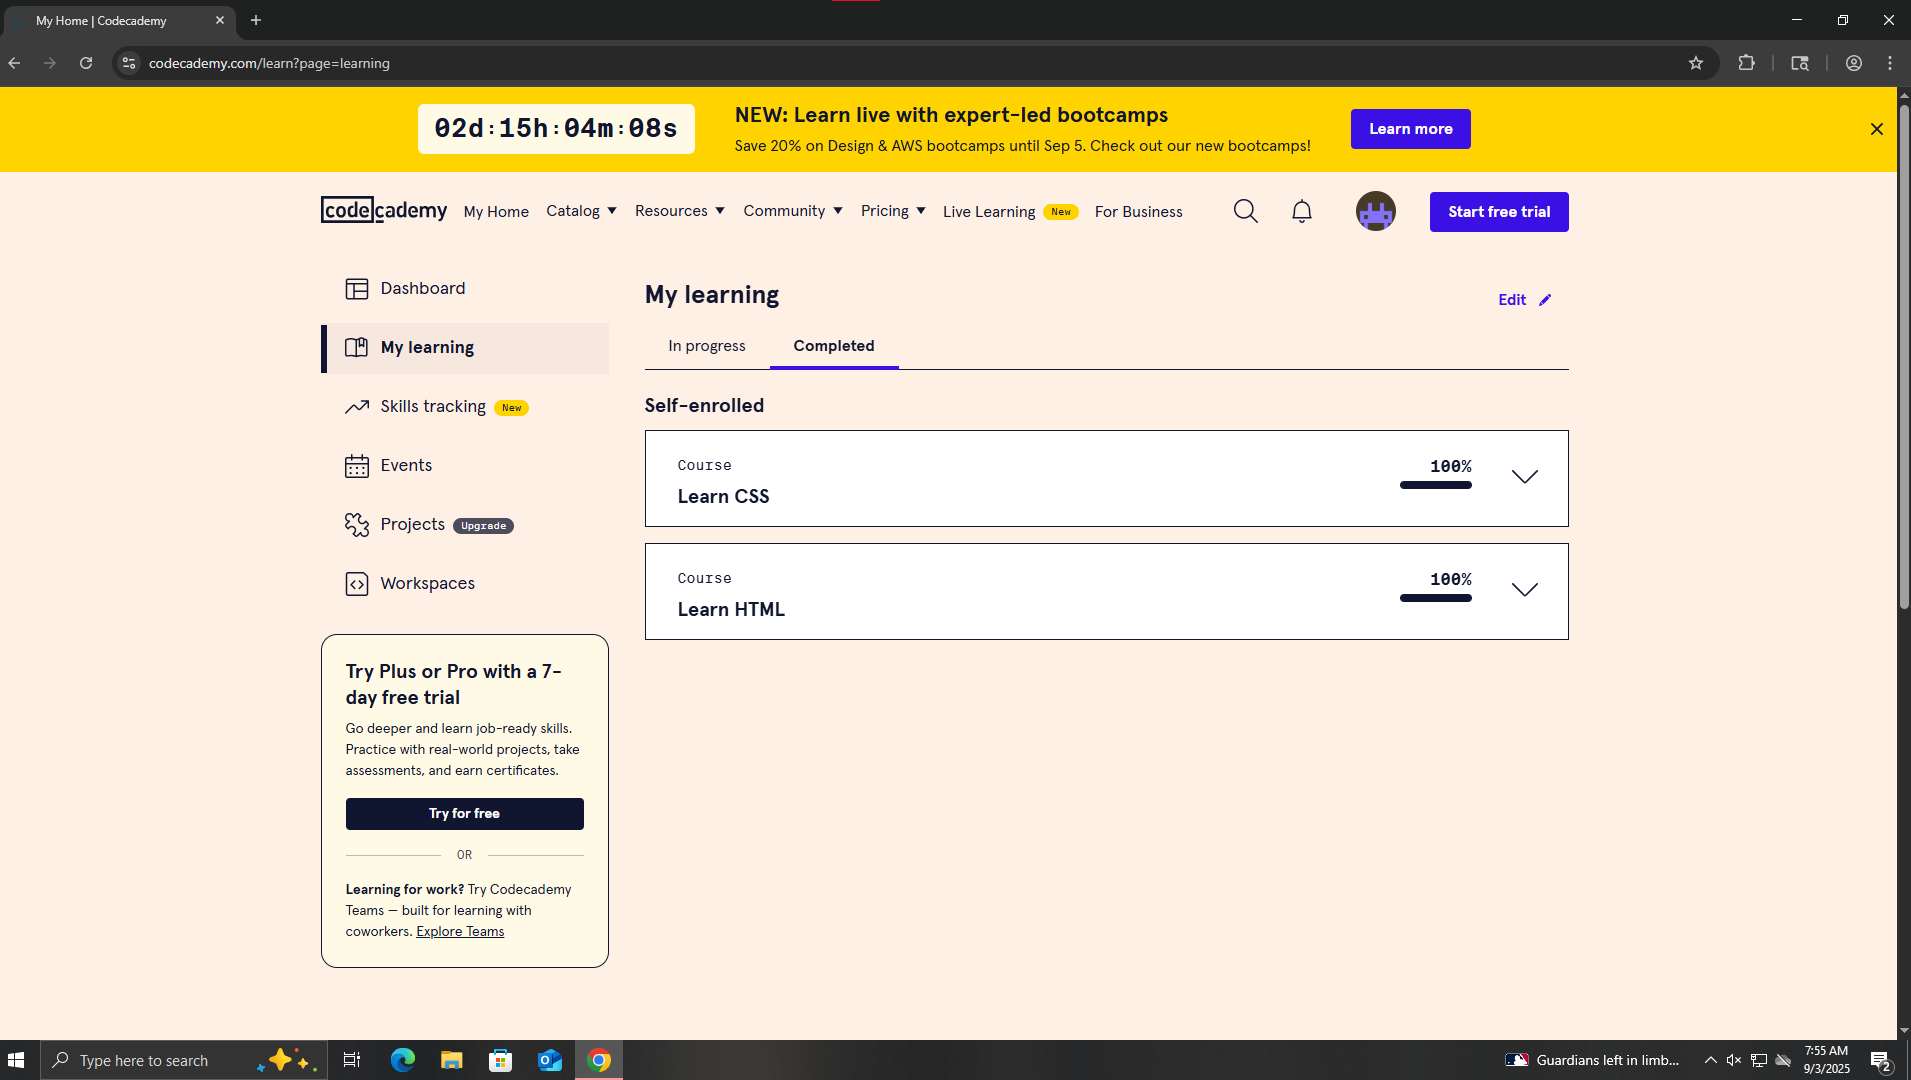 My Home | Codecademy
codecademy.com/learn?page=learning
02d:15h:04m:08s
NEW: Learn live with expert-led bootcamps
Save 20% on Design & AWS bootcamps until Sep 5. Check out our new bootcamps!
Learn more
codecademy
My Home
Catalog
Resources
Community
Pricing
Live Learning New
For Business
Start free trial
Dashboard
My learning
Skills tracking New
Events
Projects Upgrade
Workspaces
Try Plus or Pro with a 7-
day free trial
Go deeper and learn job-ready skills.
Practice with real-world projects, take
assessments, and earn certificates.
Try for free
OR
Learning for work? Try Codecademy
Teams — built for learning with
coworkers. Explore Teams
My learning
Edit
In progress
Completed
Self-enrolled
Course
Learn CSS
100%
Course
Learn HTML
100%
Type here to search
Guardians left in limb...
7:55 AM
9/3/2025
2